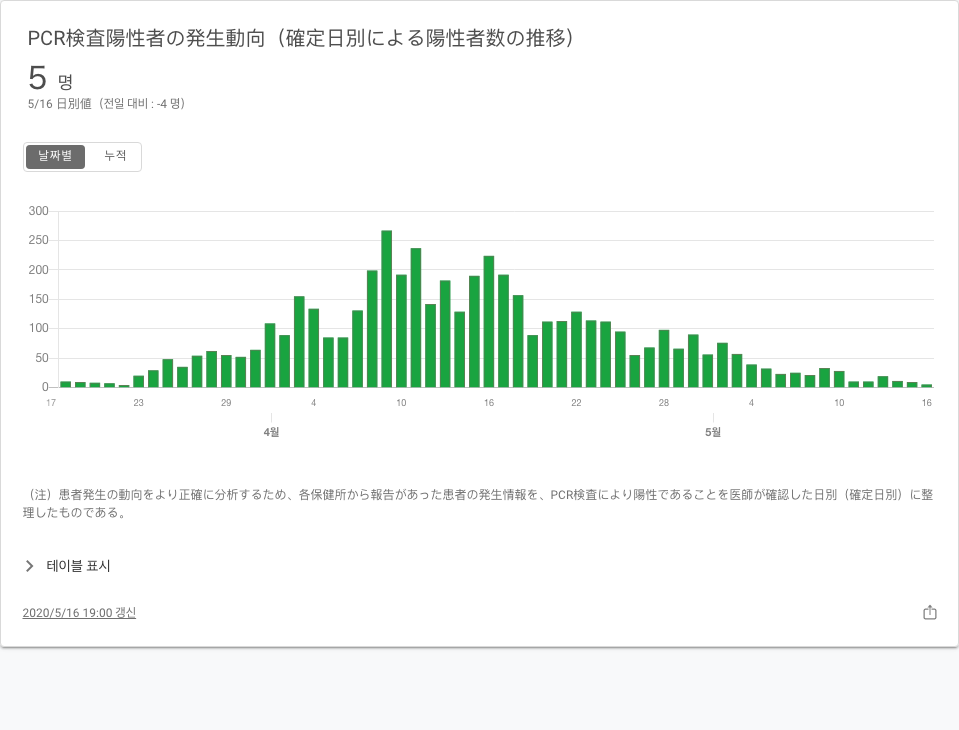 PCR検査陽性者の発生動向（確定日別による陽性者数の推移）
5 名
5/16 日別値（전일 대비 : -4 명）
날짜별 누적
300
250
200
150
100
50
0
17 23 29 4 10 16 22 28 4 10 16
4월 5월
（注）患者発生の動向をより正確に分析するため、各保健所から報告があった患者の発生情報を、PCR検査により陽性であることを医師が確認した日別（確定日別）に整
理したものである。
테이블 표시
2020/5/16 19:00 갱신